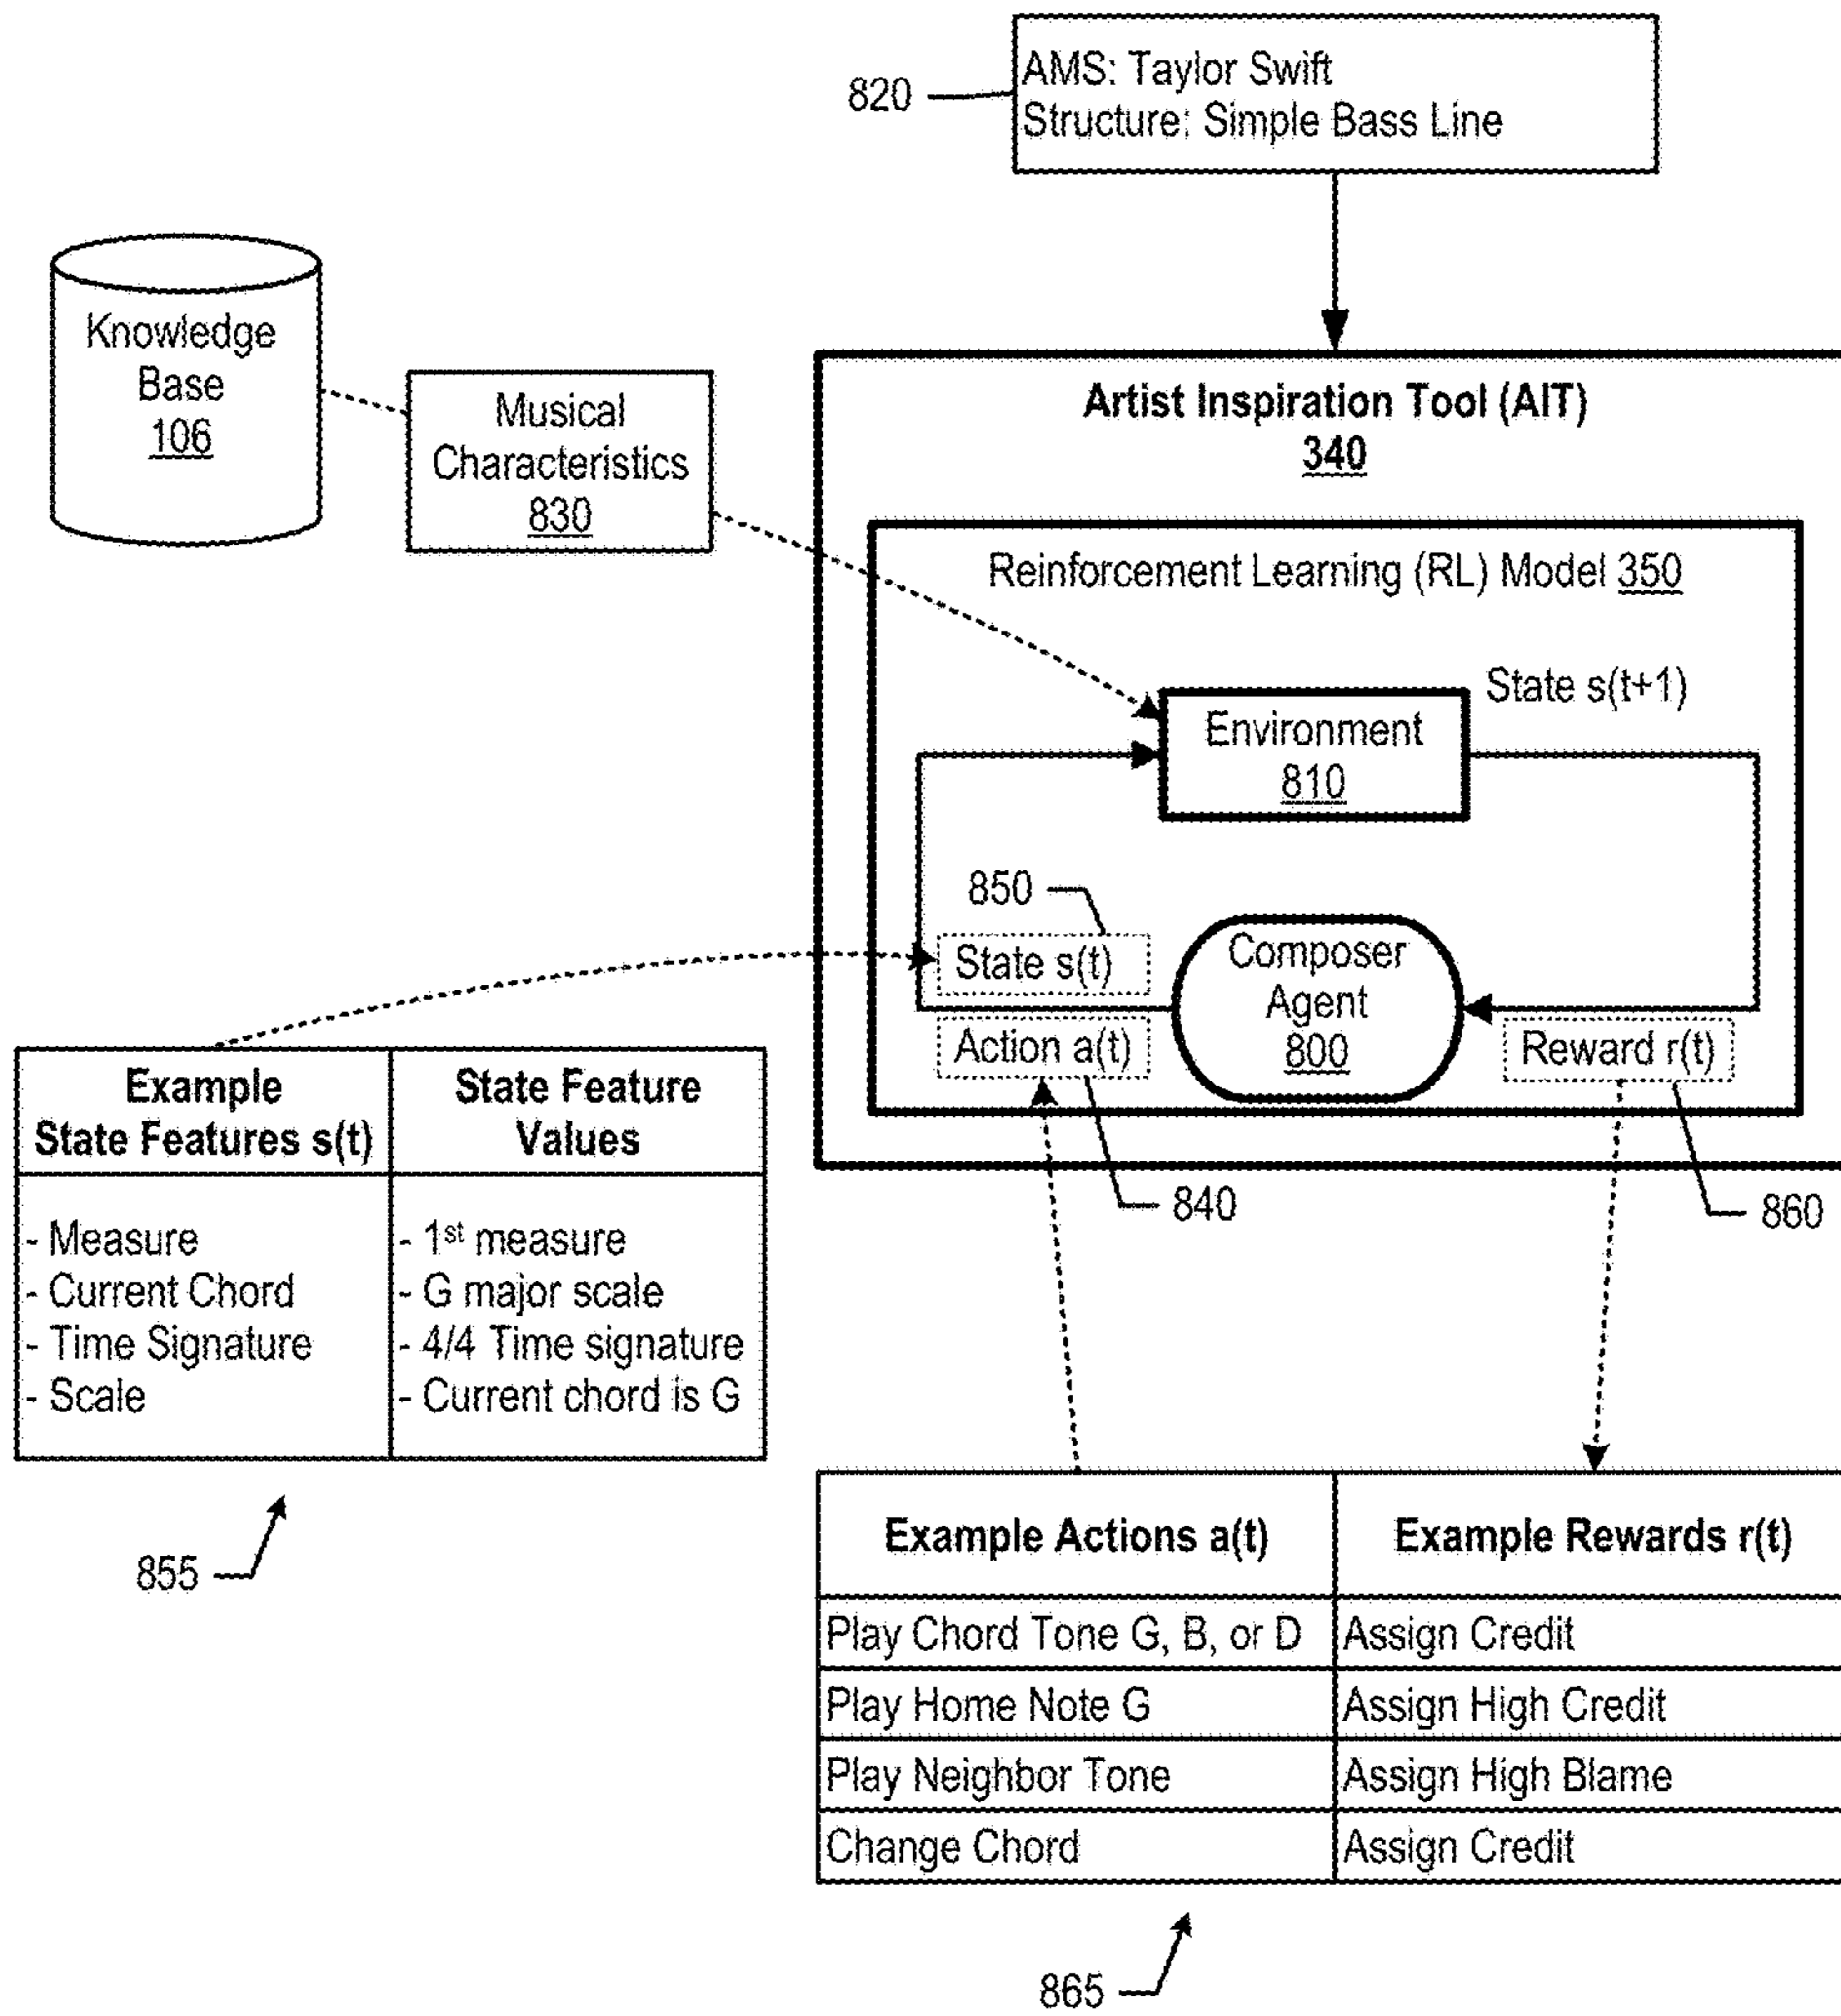 820
AMS: Taylor Swift
Structure: Simple Bass Line
Knowledge
Base
106
Musical
Characteristics
830
Artist Inspiration Tool (AIT)
340
Reinforcement Learning (RL) Model 350
State s(t+1)
Environment
810
850
State s(t)
Composer
Agent
800
Action a(t)
Reward r(t)
840
860
Example
State Features s(t)
State Feature
Values
- Measure
- Current Chord
- Time Signature
- Scale
- 1st measure
- G major scale
- 4/4 Time signature
- Current chord is G
855
Example Actions a(t)
Example Rewards r(t)
Play Chord Tone G, B, or D
Assign Credit
Play Home Note G
Assign High Credit
Play Neighbor Tone
Assign High Blame
Change Chord
Assign Credit
865